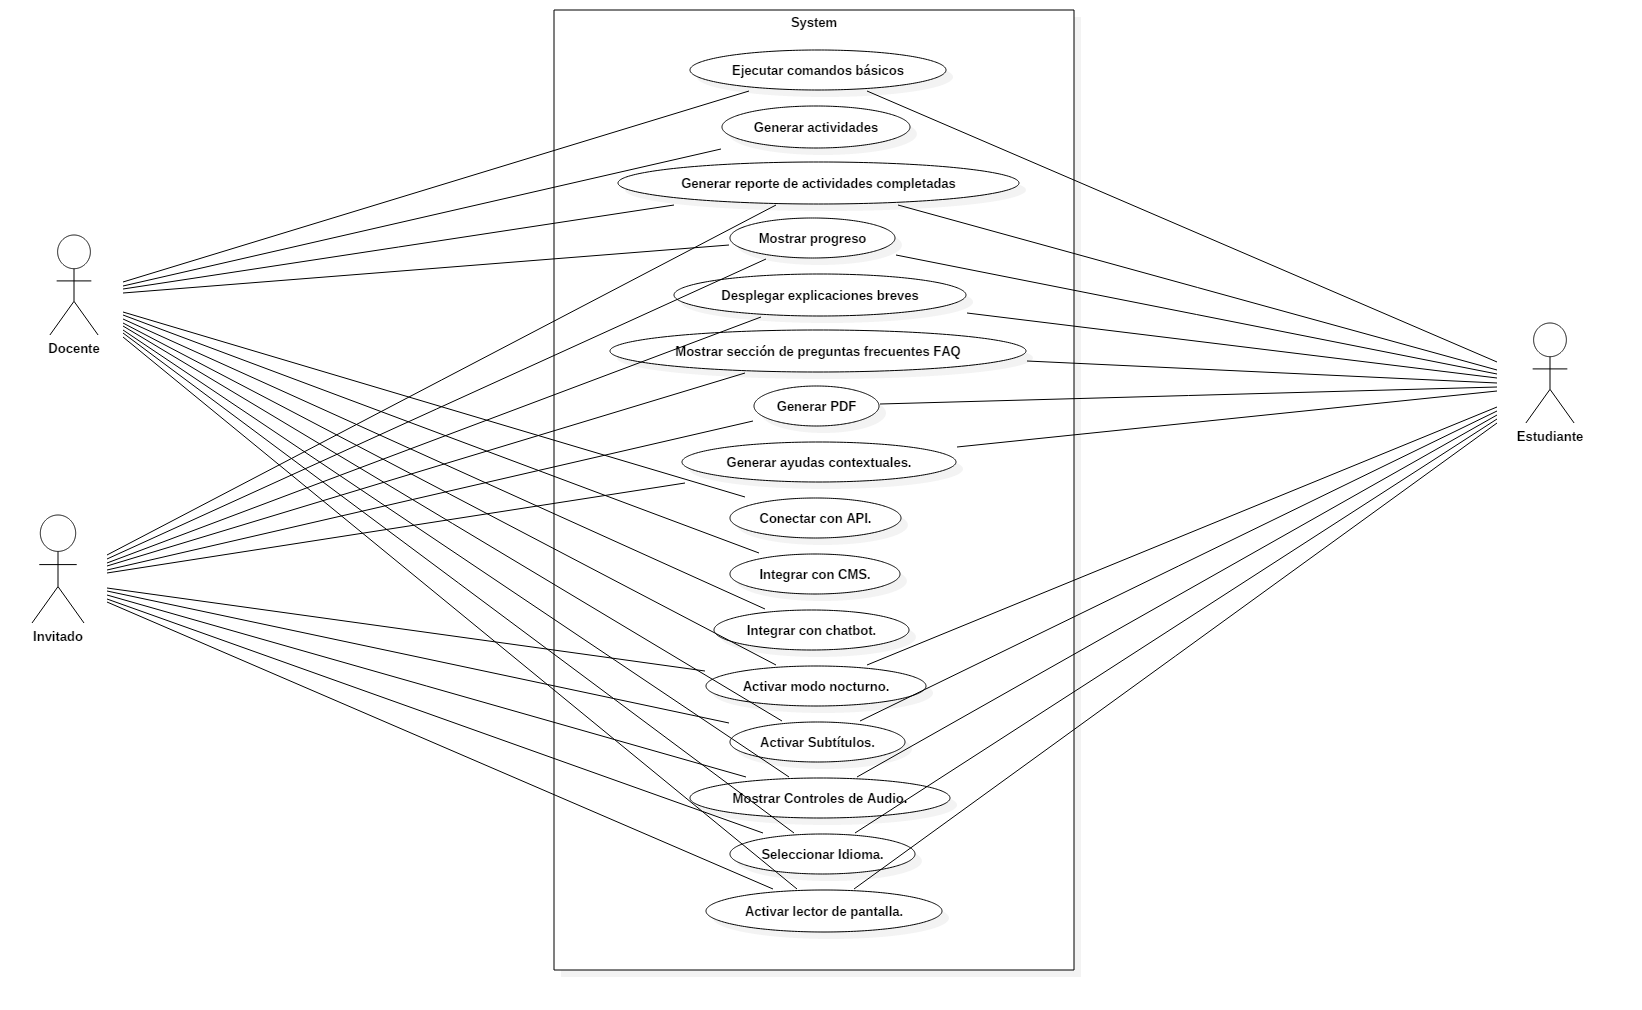 System
Ejecutar comandos básicos
Generar actividades
Generar reporte de actividades completadas
Mostrar progreso
Desplegar explicaciones breves
Mostrar sección de preguntas frecuentes FAQ
Generar PDF
Generar ayudas contextuales.
Conectar con API.
Integrar con CMS.
Integrar con chatbot.
Activar modo nocturno.
Activar Subtítulos.
Mostrar Controles de Audio.
Seleccionar Idioma.
Activar lector de pantalla.
Docente
Invitado
Estudiante